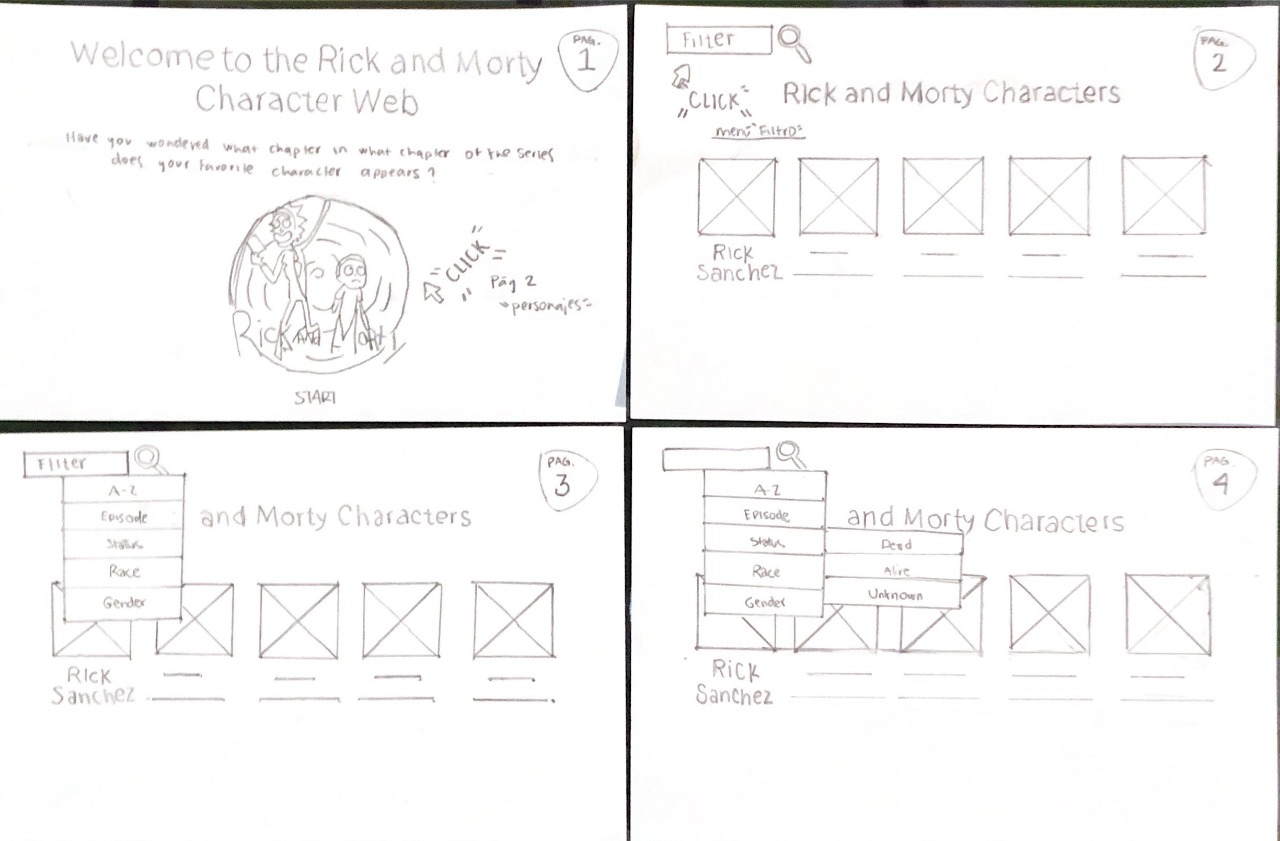 Welcome to the Rick and Morty
Character Web
PAG.
1
Have you wondered what chapter in what chapter of the series
does your favorite character appears?
CLICK
Pág 2
"personajes"
Rick AND MORTY
START
Filter
PAG.
2
CLICK
Rick and Morty Characters
menú "Filtro"
Rick
Sanchez
Filter
PAG.
3
A-Z
Episode
and Morty Characters
Status
Race
Gender
Rick
Sanchez
PAG.
4
A-Z
Episode
and Morty Characters
Status
Dead
Race
Alive
Gender
Unknown
Rick
Sanchez